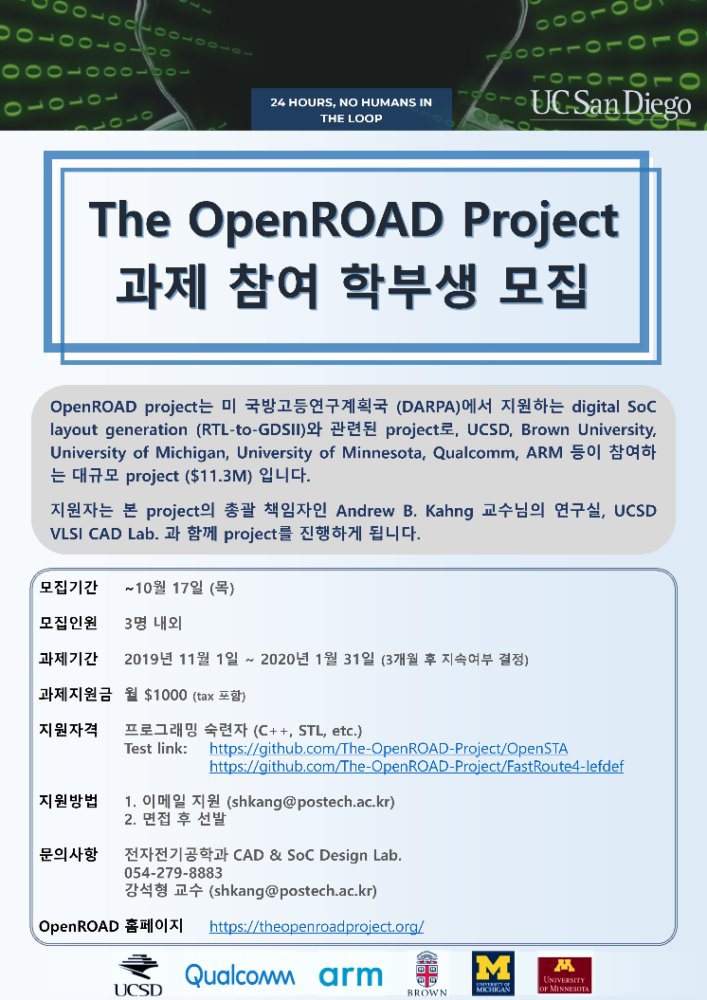 24 HOURS, NO HUMANS IN
THE LOOP
UC San Diego
The OpenROAD Project
과제 참여 학부생 모집
OpenROAD project는 미 국방고등연구계획국 (DARPA)에서 지원하는 digital SoC
layout generation (RTL-to-GDSII)와 관련된 project로, UCSD, Brown University,
University of Michigan, University of Minnesota, Qualcomm, ARM 등이 참여하
는 대규모 project ($11.3M) 입니다.
지원자는 본 project의 총괄 책임자인 Andrew B. Kahng 교수님의 연구실, UCSD
VLSI CAD Lab. 과 함께 project를 진행하게 됩니다.
모집기간 ~10월 17일 (목)
모집인원 3명 내외
과제기간 2019년 11월 1일 ~ 2020년 1월 31일 (3개월 후 지속여부 결정)
과제지원금 월 $1000 (tax 포함)
지원자격 프로그래밍 숙련자 (C++, STL, etc.)
Test link: https://github.com/The-OpenROAD-Project/OpenSTA
https://github.com/The-OpenROAD-Project/FastRoute4-lefdef
지원방법 1. 이메일 지원 (shkang@postech.ac.kr)
2. 면접 후 선발
문의사항 전자전기공학과 CAD & SoC Design Lab.
054-279-8883
강석형 교수 (shkang@postech.ac.kr)
OpenROAD 홈페이지 https://theopenroadproject.org/
UCSD
Qualcomm
arm
BROWN
M
UNIVERSITY OF
MICHIGAN
M
UNIVERSITY
OF MINNESOTA